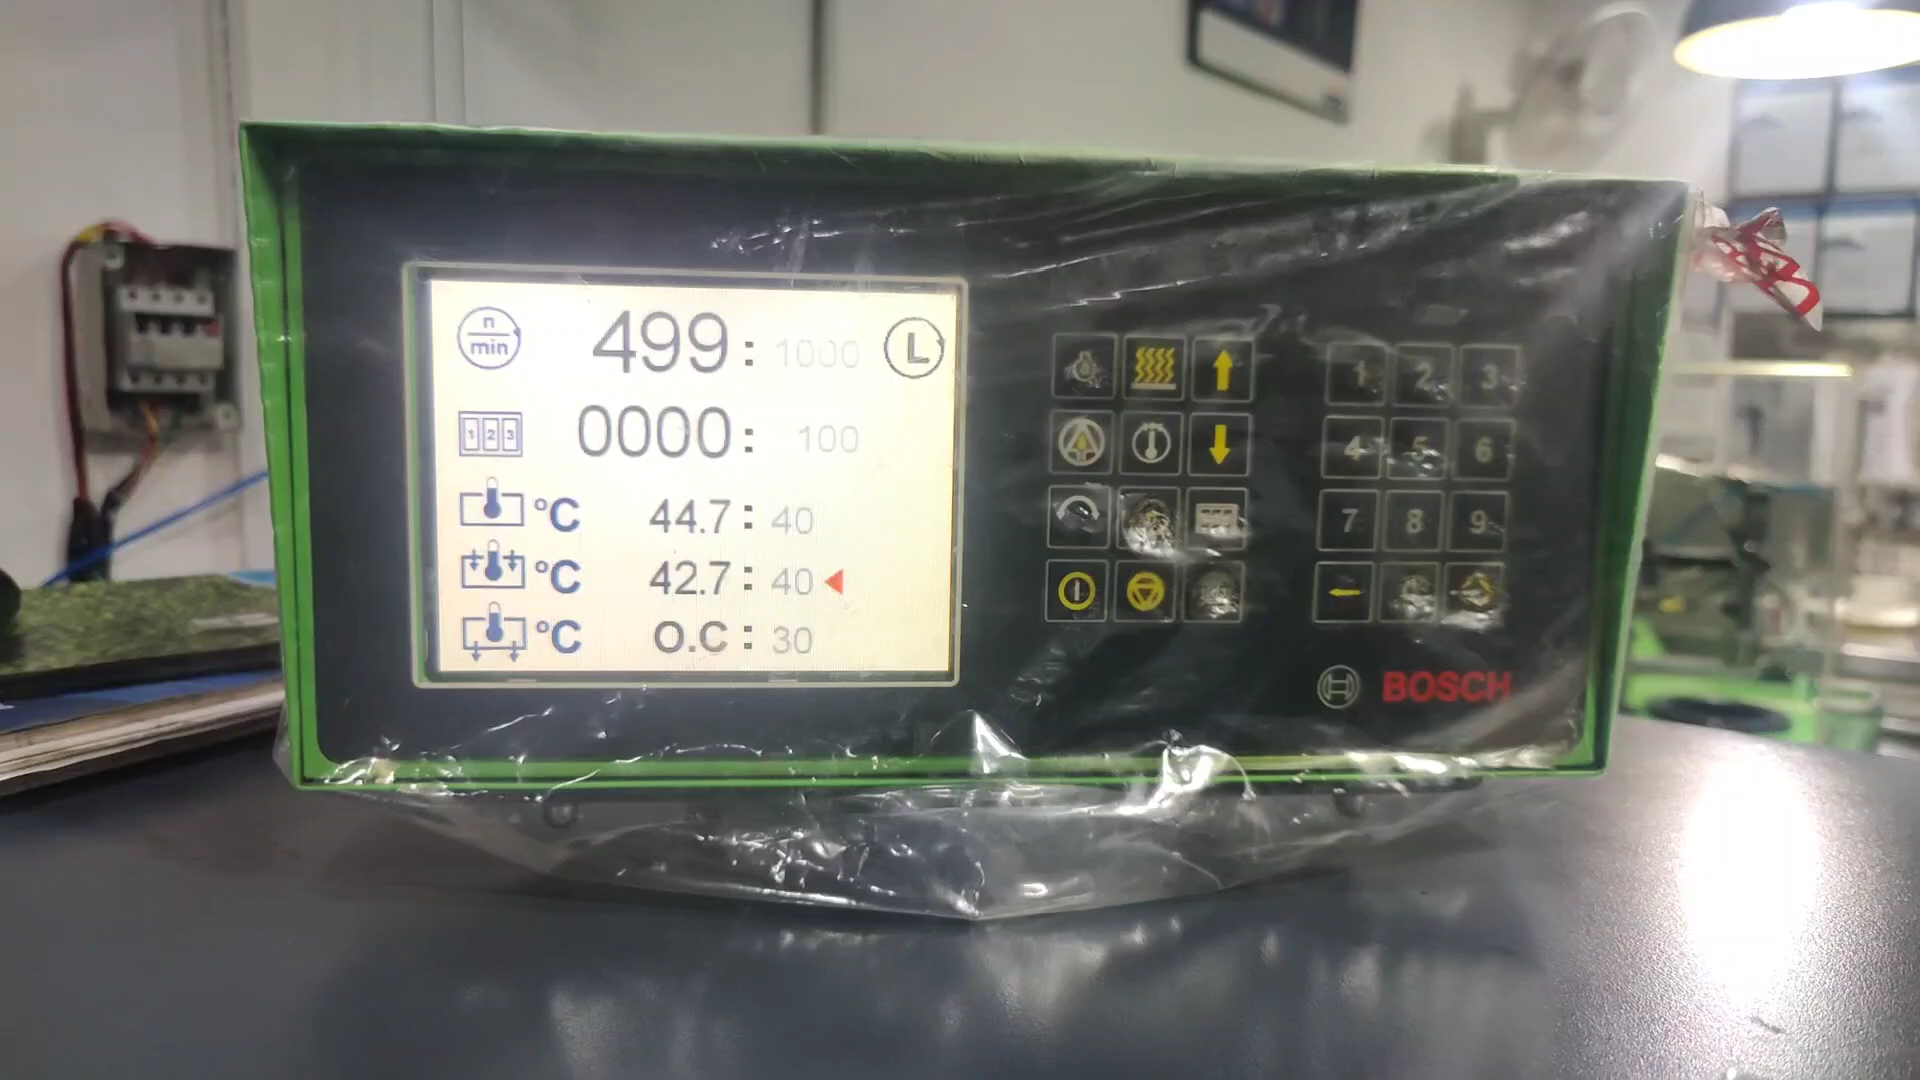 n
min
499 : 1000
L
1 2 3
0000 : 100
°C 44.7 : 40
°C 42.7 : 40
°C O.C : 30
1 2 3
4 5 6
7 8 9
C
BOSCH